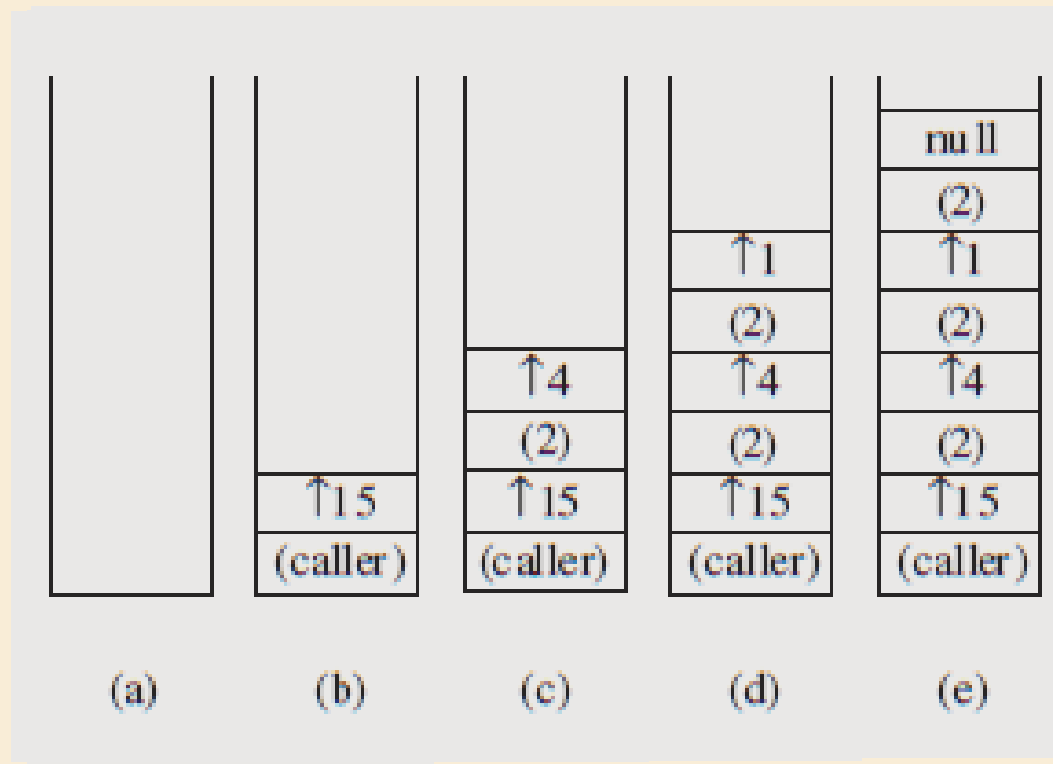 null
(2)
↑1 ↑1
(2) (2)
↑4 ↑4 ↑4
(2) (2) (2)
↑15 ↑15 ↑15 ↑15
(caller) (caller) (caller) (caller)
(a) (b) (c) (d) (e)